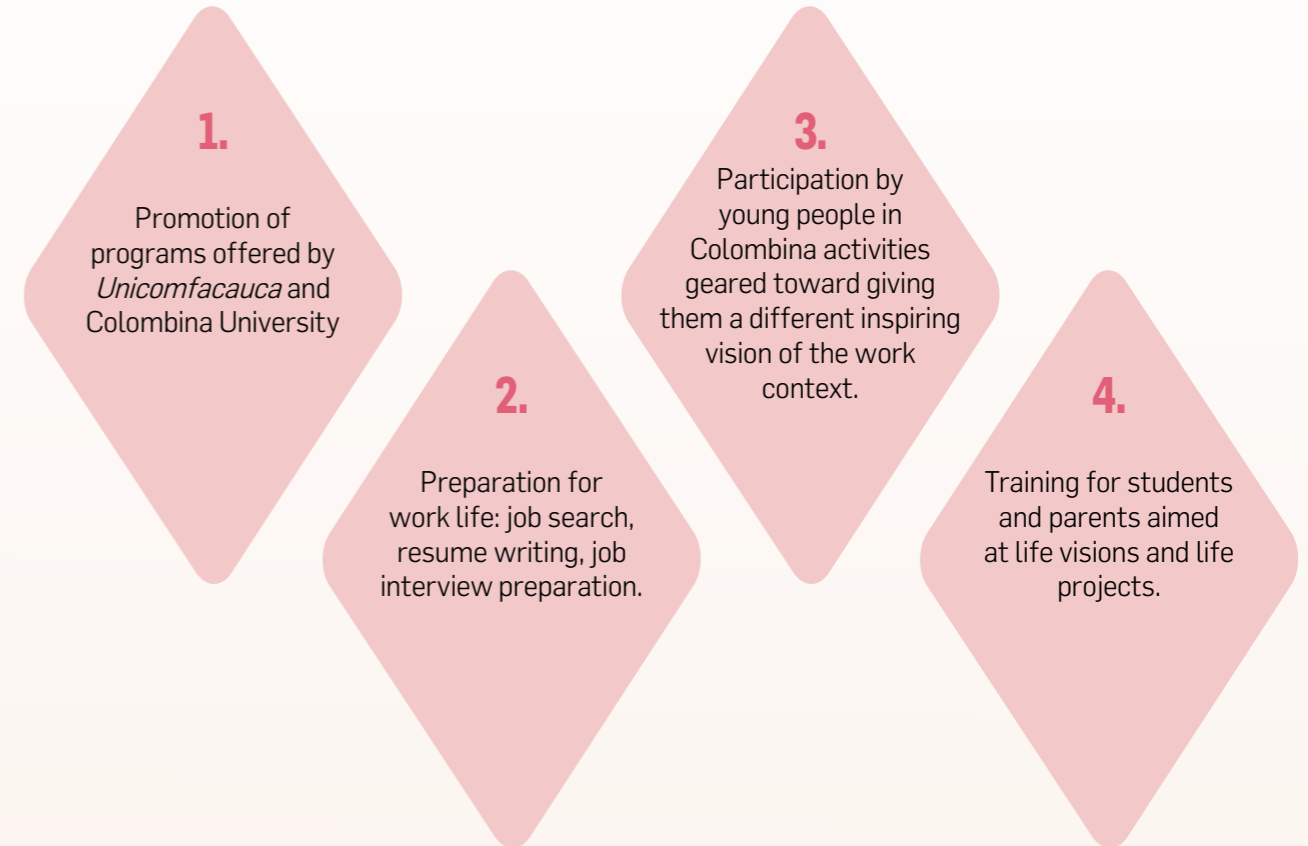 1.
Promotion of
programs offered by
Unicomfacauca and
Colombina University
2.
Preparation for
work life: job search,
resume writing, job
interview preparation.
3.
Participation by
young people in
Colombina activities
geared toward giving
them a different inspiring
vision of the work
context.
4.
Training for students
and parents aimed
at life visions and life
projects.